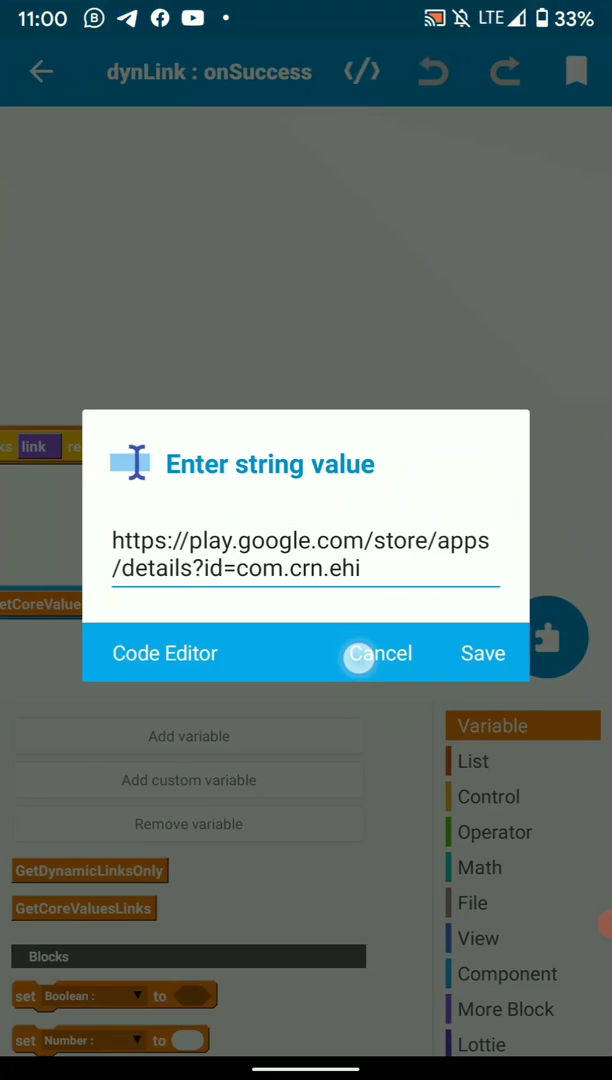 11:00
LTE
33%
dynLink : onSuccess
ks link re
Enter string value
https://play.google.com/store/apps
/details?id=com.crn.ehi
etCoreValue
Code Editor
Cancel
Save
Add variable
Add custom variable
Remove variable
GetDynamicLinksOnly
GetCoreValuesLinks
Blocks
set Boolean : to
set Number : to
Variable
List
Control
Operator
Math
File
View
Component
More Block
Lottie